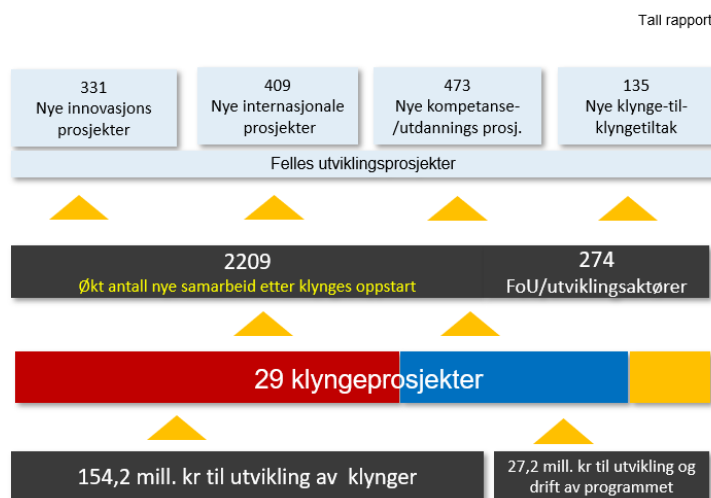 Tall rapport
331
Nye innovasjons
prosjekter
409
Nye internasjonale
prosjekter
473
Nye kompetanse-
/utdannings prosj.
135
Nye klynge-til-
klyngetiltak
Felles utviklingsprosjekter
2209
Økt antall nye samarbeid etter klynges oppstart
274
FoU/utviklingsaktører
29 klyngeprosjekter
154,2 mill. kr til utvikling av klynger
27,2 mill. kr til utvikling og
drift av programmet